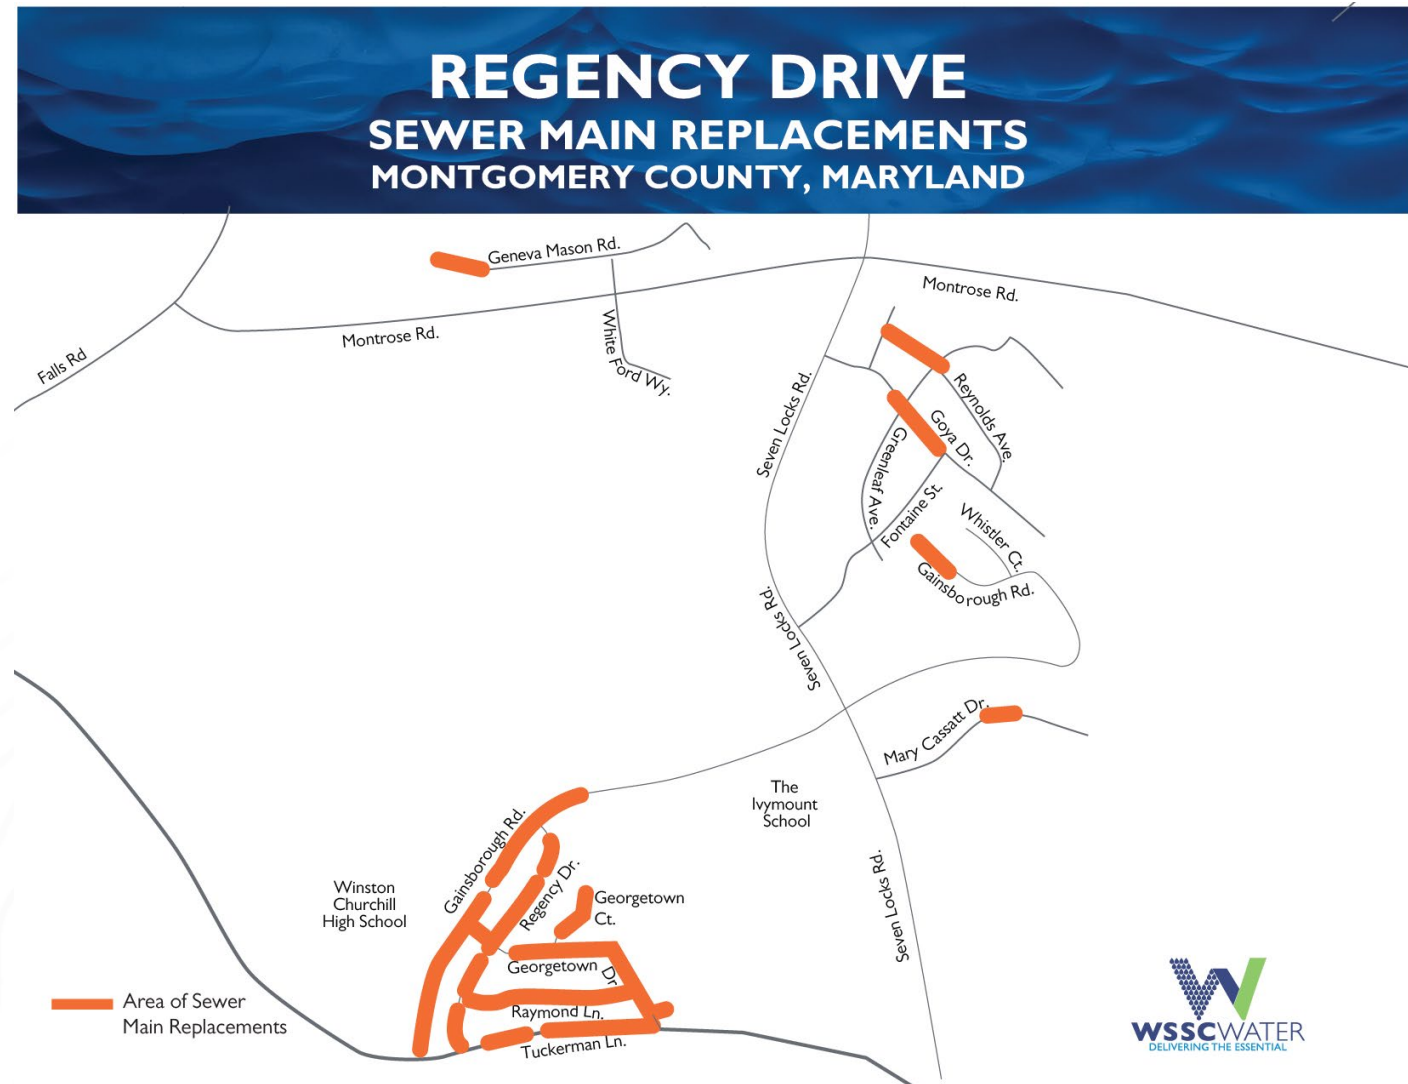 REGENCY DRIVE
SEWER MAIN REPLACEMENTS
MONTGOMERY COUNTY, MARYLAND
Geneva Mason Rd.
Montrose Rd.
Montrose Rd.
Falls Rd
White Ford Wy.
Seven Locks Rd.
Reynolds Ave.
Goya Dr.
Greenleaf Ave.
Fontaine St.
Whistler Ct.
Gainsborough Rd.
Seven Locks Rd.
Seven Locks Rd.
Mary Cassatt Dr.
The
Ivymount
School
Gainsborough Rd.
Regency Dr.
Winston
Churchill
High School
Georgetown
Ct.
Seven Locks Rd.
Georgetown Dr.
Raymond Ln.
Tuckerman Ln.
Area of Sewer
Main Replacements
WSSCWATER
DELIVERING THE ESSENTIAL